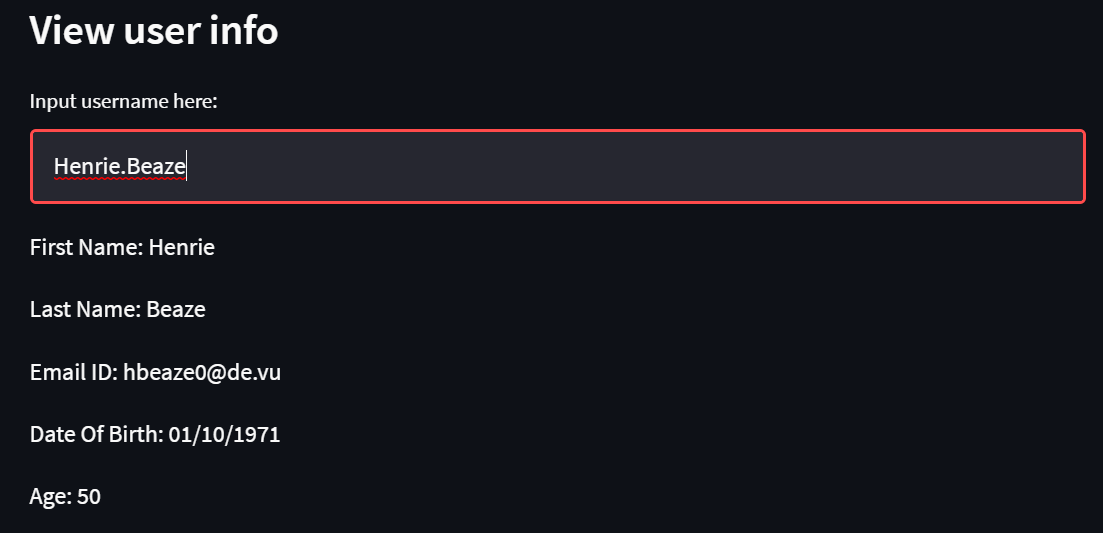 View user info
Input username here:
Henrie.Beaze
First Name: Henrie
Last Name: Beaze
Email ID: hbeaze0@de.vu
Date Of Birth: 01/10/1971
Age: 50